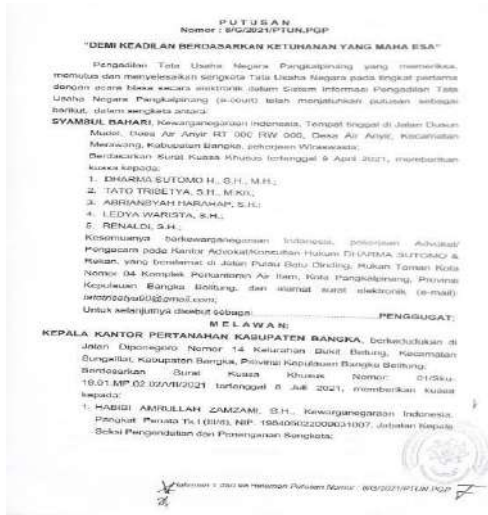 PUTUSAN
Nomor : 8/G/2021/PTUN.PGP
"DEMI KEADILAN BERDASARKAN KETUHANAN YANG MAHA ESA"
Pengadilan Tata Usaha Negara Pangkalpinang yang memeriksa,
memutus dan menyelesaikan sengketa Tata Usaha Negara pada tingkat pertama
dengan acara biasa secara elektronik dalam Sistem Informasi Pengadilan Tata
Usaha Negara Pangkalpinang (e-court) telah menjatuhkan putusan sebagai
berikut, dalam sengketa antara:
SYAMSUL BAHARI, Kewarganegaraan Indonesia, Tempat tinggal di Jalan Dusun
Mudel, Desa Air Anyir RT 000 RW 000, Desa Air Anyir, Kecamatan
Merawang, Kabupaten Bangka, pekerjaan Wiraswasta;
Berdasarkan Surat Kuasa Khusus tertanggal 9 April 2021, memberikan
kuasa kepada:
1. DHARMA SUTOMO H., S.H., M.H.;
2. TATO TRISETYA, S.H., M.Kn.;
3. ABRIANSYAH HARAHAP, S.H.;
4. LEDYA WARISTA, S.H.;
5. RENALDI, S.H.;
Kesemuanya berkewarganegaraan Indonesia, pekerjaan Advokat/
Pengacara pada Kantor Advokat/Konsultan Hukum DHARMA SUTOMO &
Rekan, yang beralamat di Jalan Pulau Batu Dinding, Rukan Taman Kota
Nomor 04 Komplek Perkantoran Air Itam, Kota Pangkalpinang, Provinsi
Kepulauan Bangka Belitung, dan alamat surat elektronik (e-mail):
Untuk selanjutnya disebut sebagai PENGGUGAT;
MELAWAN:
KEPALA KANTOR PERTANAHAN KABUPATEN BANGKA, berkedudukan di
Jalan Diponegoro Nomor 14 Kelurahan Bukit Betung, Kecamatan
Sungailiat, Kabupaten Bangka, Provinsi Kepulauan Bangka Belitung;
Berdasarkan Surat Kuasa Khusus Nomor: 01/Sku-
19.01.MP.02.02/VII/2021 tertanggal 8 Juli 2021, memberikan kuasa
kepada:
1. HABIBI AMRULLAH ZAMZAMI, S.H., Kewarganegaraan Indonesia,
Pangkat Penata Tk.I (III/d), Jabatan Kepala
Seksi Pengendalian dan Penanganan Sengketa;
Halaman 1 dari Halaman Putusan Nomor : 8/G/2021/PTUN.PGP